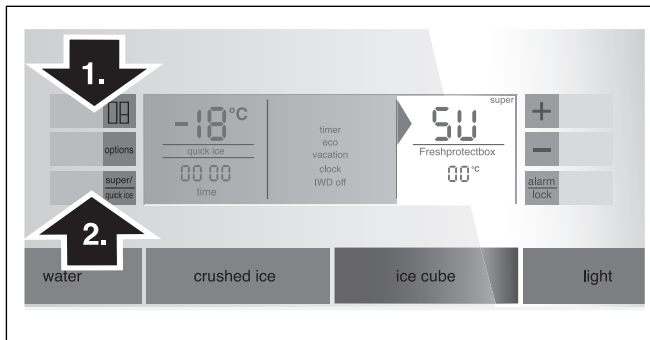 1.
super
-18°C
SU
+
options
quick ice
00 00
time
timer
eco
vacation
clock
IWD off
Freshprotectbox
00°C
-
super/
quick ice
alarm
lock
2.
water
crushed ice
ice cube
light